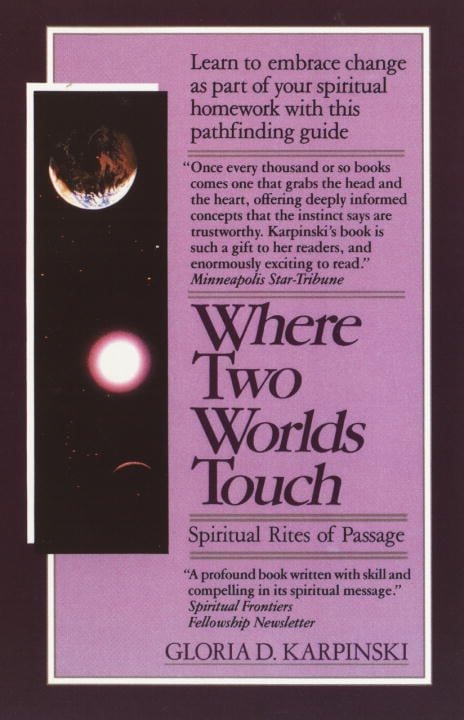 Learn to embrace change
as part of your spiritual
homework with this
pathfinding guide
“Once every thousand or so books
comes one that grabs the head and
the heart, offering deeply informed
concepts that the instinct says are
trustworthy. Karpinski's book is
such a gift to her readers, and
enormously exciting to read.”
Minneapolis Star-Tribune
Where
Two
Worlds
Touch
Spiritual Rites of Passage
“A profound book written with skill and
compelling in its spiritual message.”
Spiritual Frontiers
Fellowship Newsletter
GLORIA D. KARPINSKI